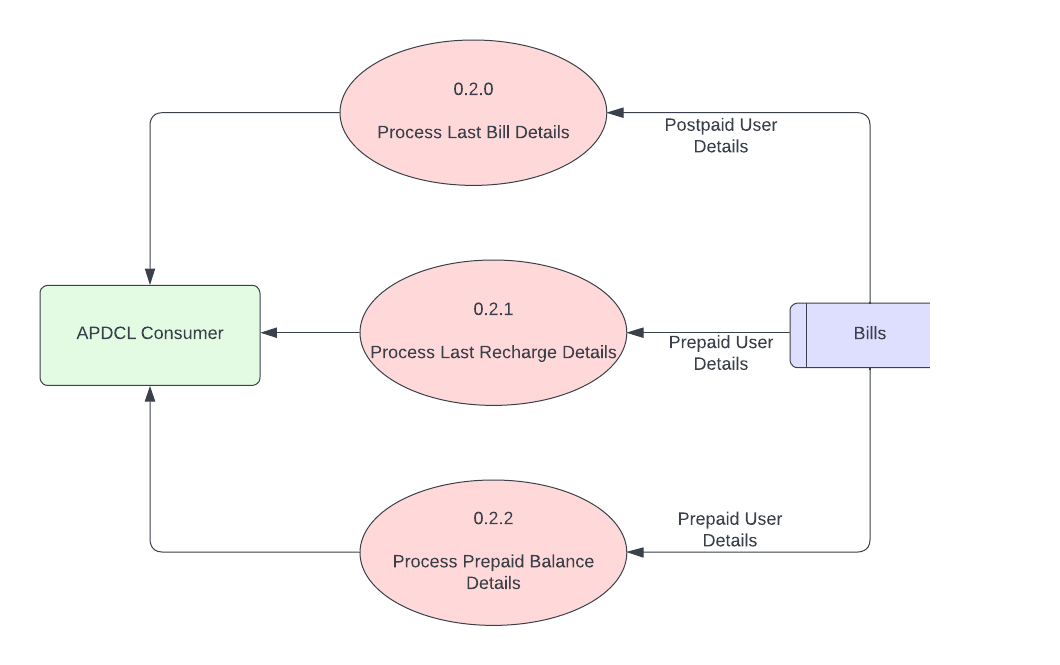 0.2.0
Process Last Bill Details
Postpaid User
Details
0.2.1
Process Last Recharge Details
APDCL Consumer
Prepaid User
Details
Bills
0.2.2
Process Prepaid Balance
Details
Prepaid User
Details